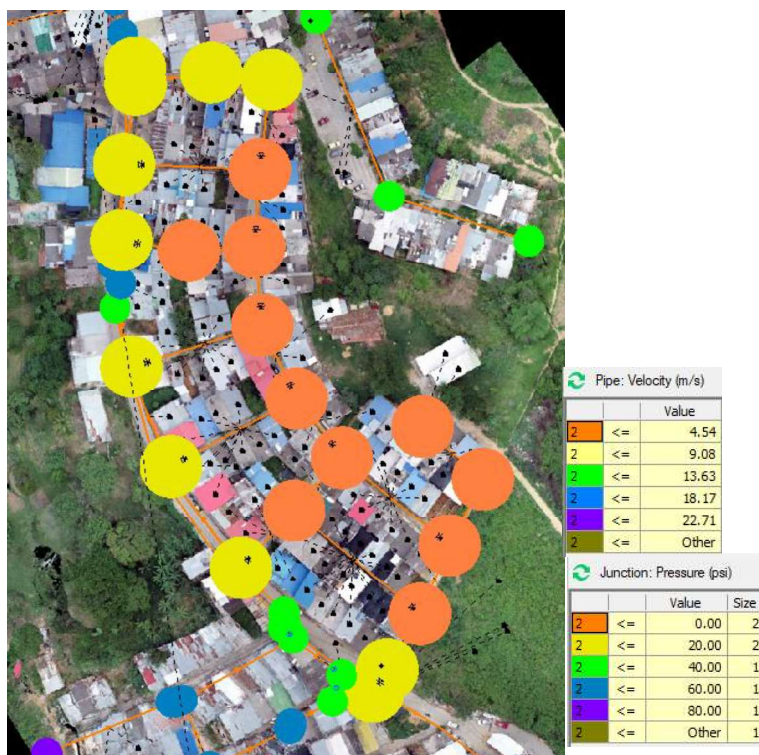 Pipe: Velocity (m/s)
Value
2 <= 4.54
2 <= 9.08
2 <= 13.63
2 <= 18.17
2 <= 22.71
2 <= Other
Junction: Pressure (psi)
Value Size
2 <= 0.00 2
2 <= 20.00 2
2 <= 40.00 1
2 <= 60.00 1
2 <= 80.00 1
2 <= Other 1